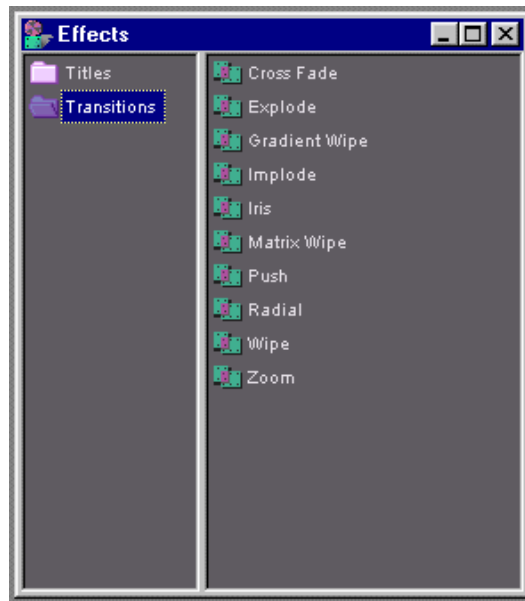 Effects
Titles
Transitions
Cross Fade
Explode
Gradient Wipe
Implode
Iris
Matrix Wipe
Push
Radial
Wipe
Zoom